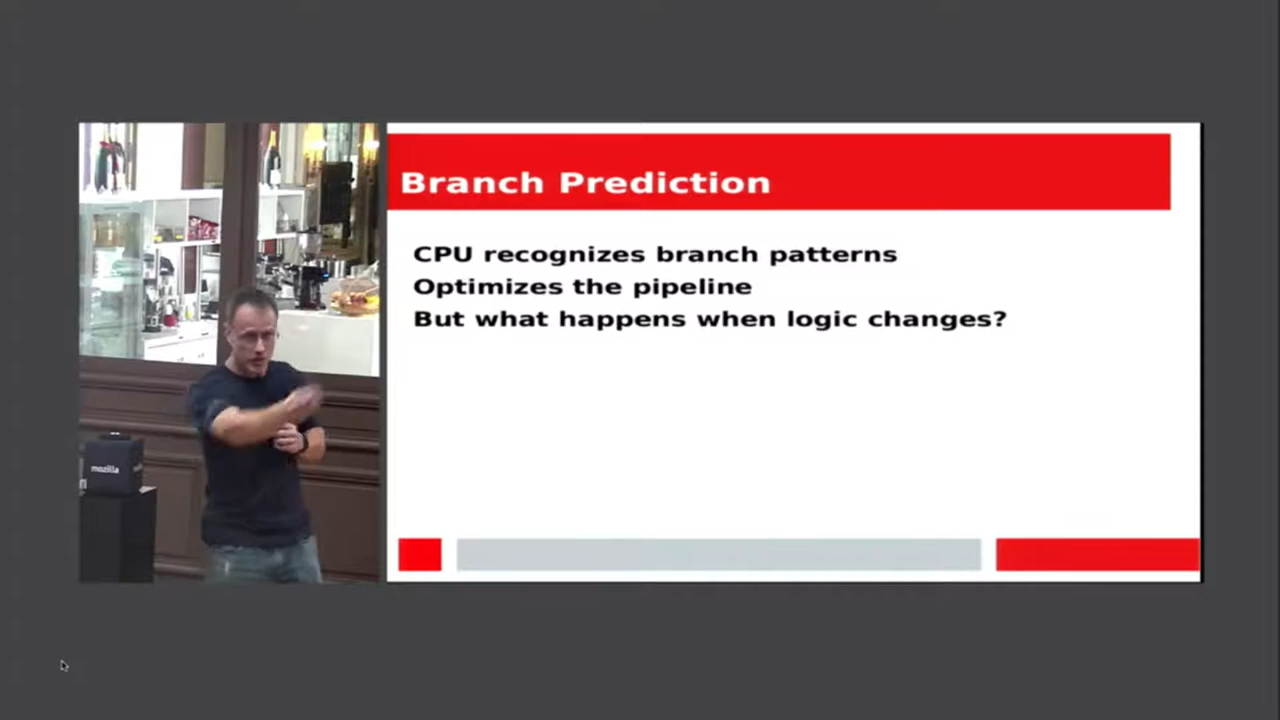 Branch Prediction
CPU recognizes branch patterns
Optimizes the pipeline
But what happens when logic changes?
mozilla